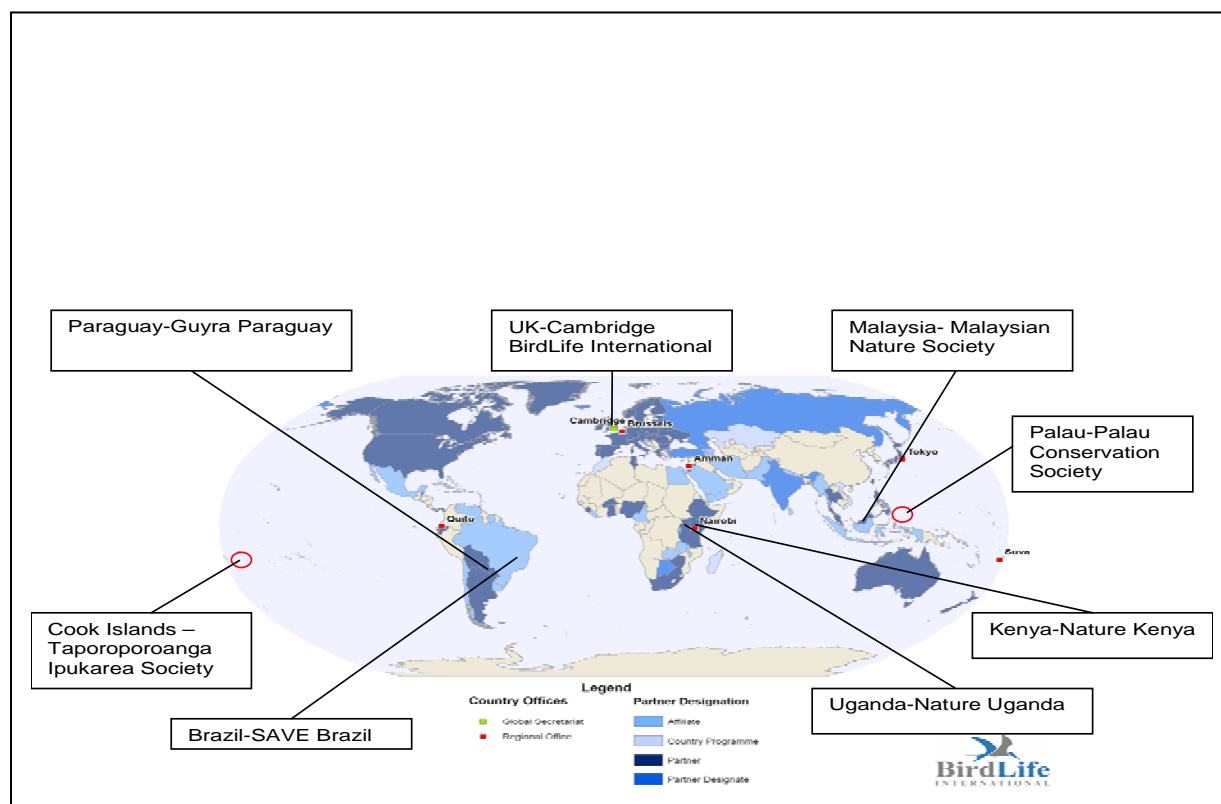 Paraguay-Guyra Paraguay
UK-Cambridge
BirdLife International
Malaysia- Malaysian
Nature Society
Palau-Palau
Conservation
Society
Cambridge
Brussels
Amman
Tokyo
Quito
Nairobi
Suva
Cook Islands –
Taporoporoanga
Ipukarea Society
Kenya-Nature Kenya
Brazil-SAVE Brazil
Uganda-Nature Uganda
Legend
Country Offices
Global Secretariat
Regional Office
Partner Designation
Affiliate
Country Programme
Partner
Partner Designate
BirdLife
INTERNATIONAL